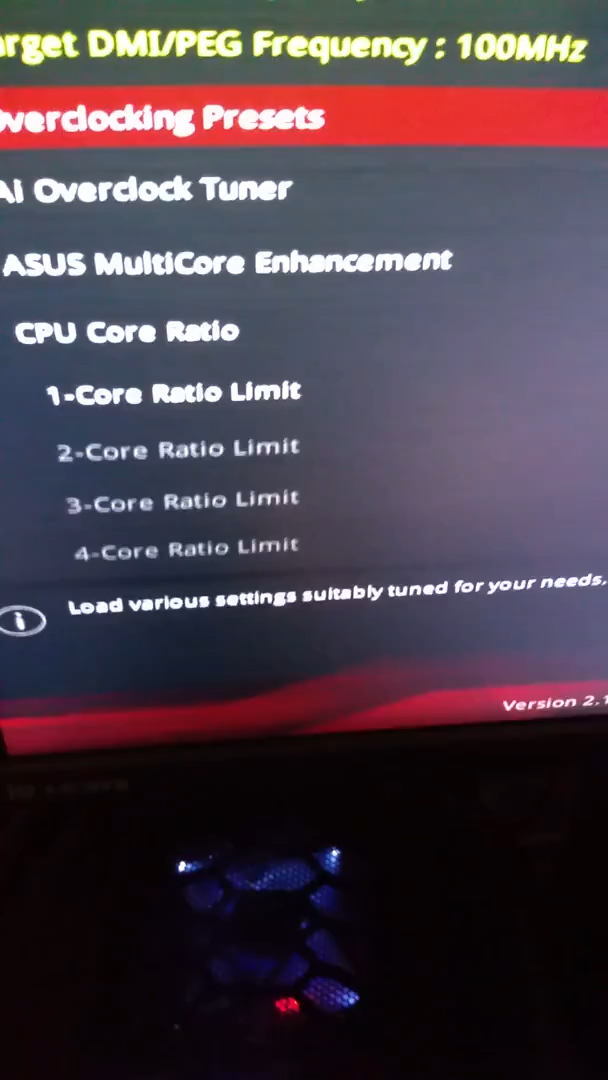 rget DMI/PEG Frequency : 100MHz
verclocking Presets
Ai Overclock Tuner
ASUS MultiCore Enhancement
CPU Core Ratio
1-Core Ratio Limit
2-Core Ratio Limit
3-Core Ratio Limit
4-Core Ratio Limit
Load various settings suitably tuned for your needs.
Version 2.1